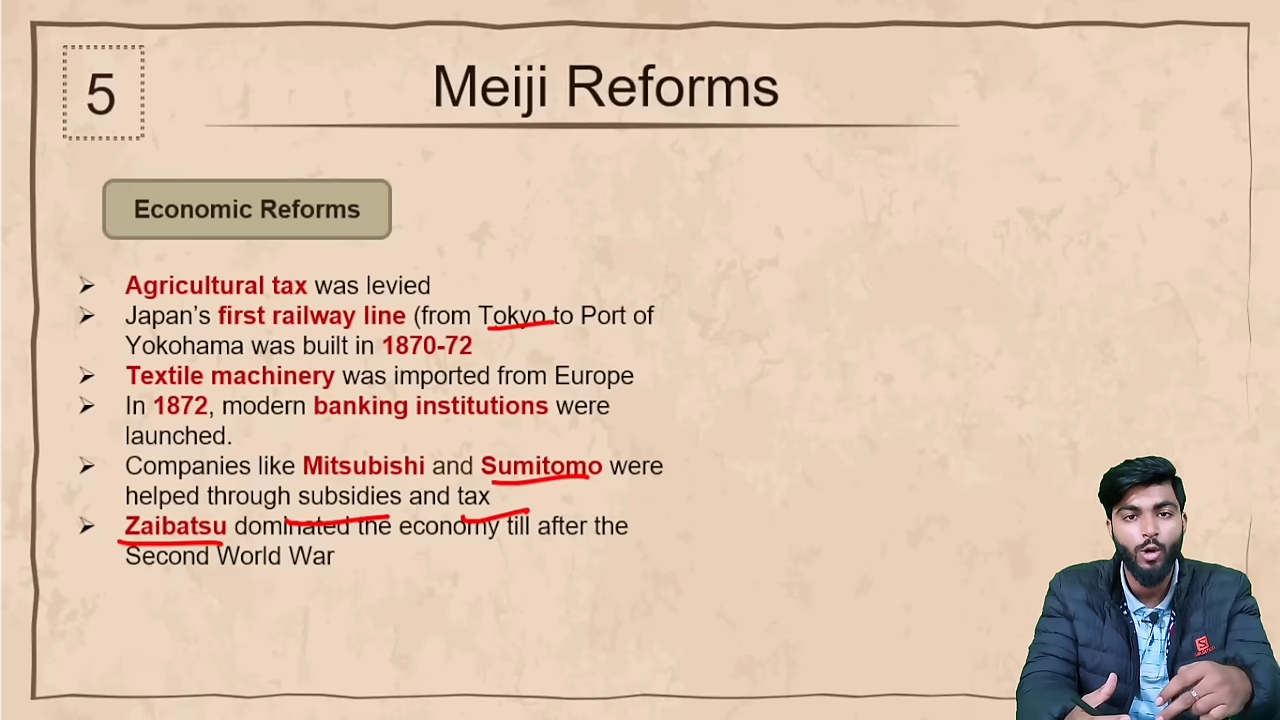 5
Meiji Reforms
Economic Reforms
➢ Agricultural tax was levied
➢ Japan’s first railway line (from Tokyo to Port of
Yokohama was built in 1870-72
➢ Textile machinery was imported from Europe
➢ In 1872, modern banking institutions were
launched.
➢ Companies like Mitsubishi and Sumitomo were
helped through subsidies and tax
➢ Zaibatsu dominated the economy till after the
Second World War